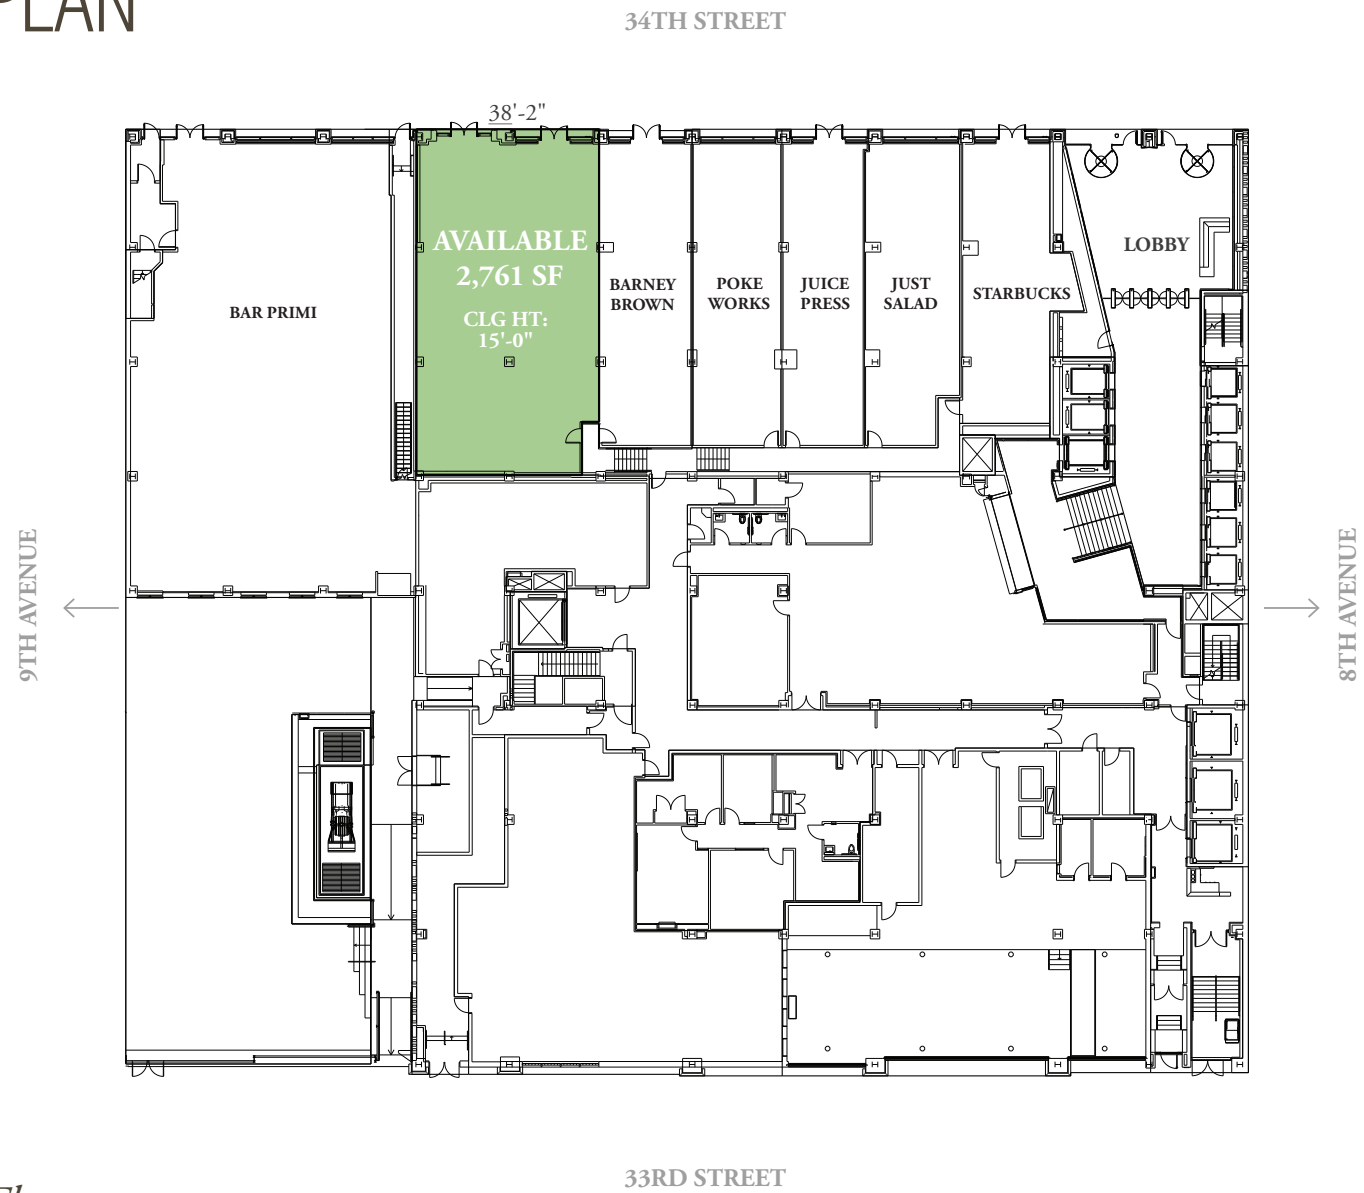 PLAN
34TH STREET
38'-2"
AVAILABLE
2,761 SF
CLG HT:
15'-0"
BAR PRIMI
BARNEY
BROWN
POKE
WORKS
JUICE
PRESS
JUST
SALAD
STARBUCKS
LOBBY
9TH AVENUE
8TH AVENUE
33RD STREET